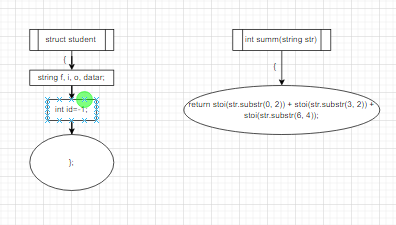 struct student
{
string f, i, o, datar;
int id=-1;
};
int summ(string str)
{
return stoi(str.substr(0, 2)) + stoi(str.substr(3, 2)) +
stoi(str.substr(6, 4));